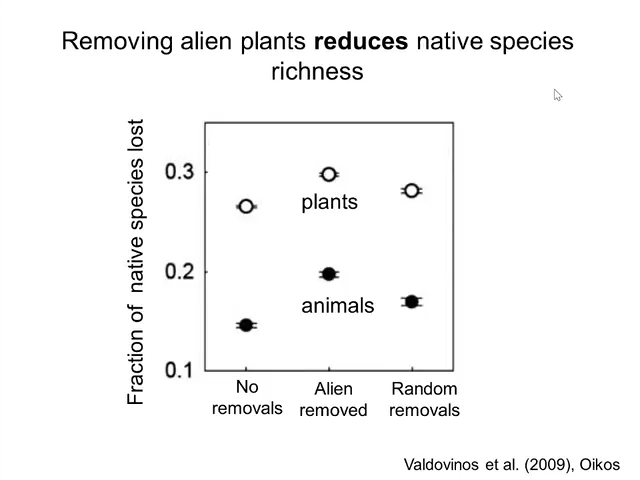 Removing alien plants reduces native species
richness
Fraction of native species lost
0.3
0.2
0.1
plants
animals
No
removals
Alien
removed
Random
removals
Valdovinos et al. (2009), Oikos